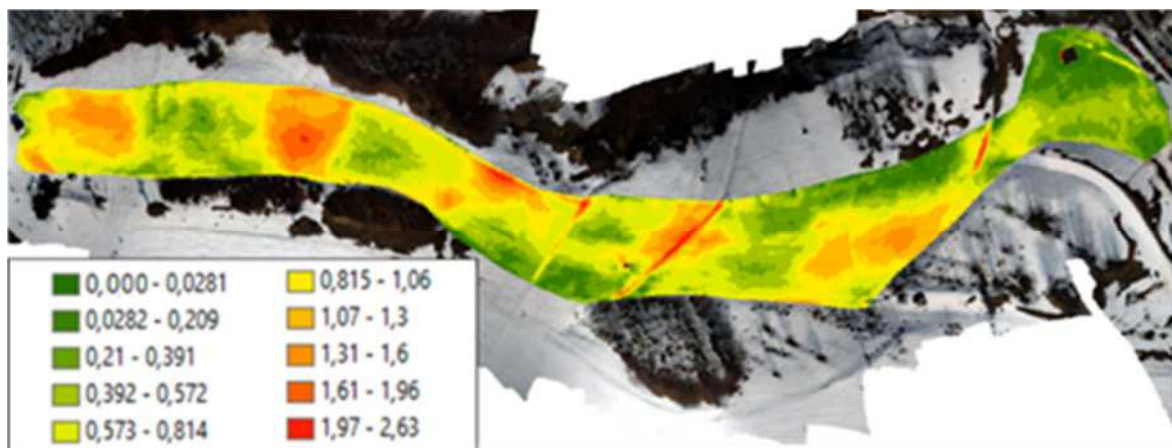 0,000 - 0,0281
0,0282 - 0,209
0,21 - 0,391
0,392 - 0,572
0,573 - 0,814
0,815 - 1,06
1,07 - 1,3
1,31 - 1,6
1,61 - 1,96
1,97 - 2,63